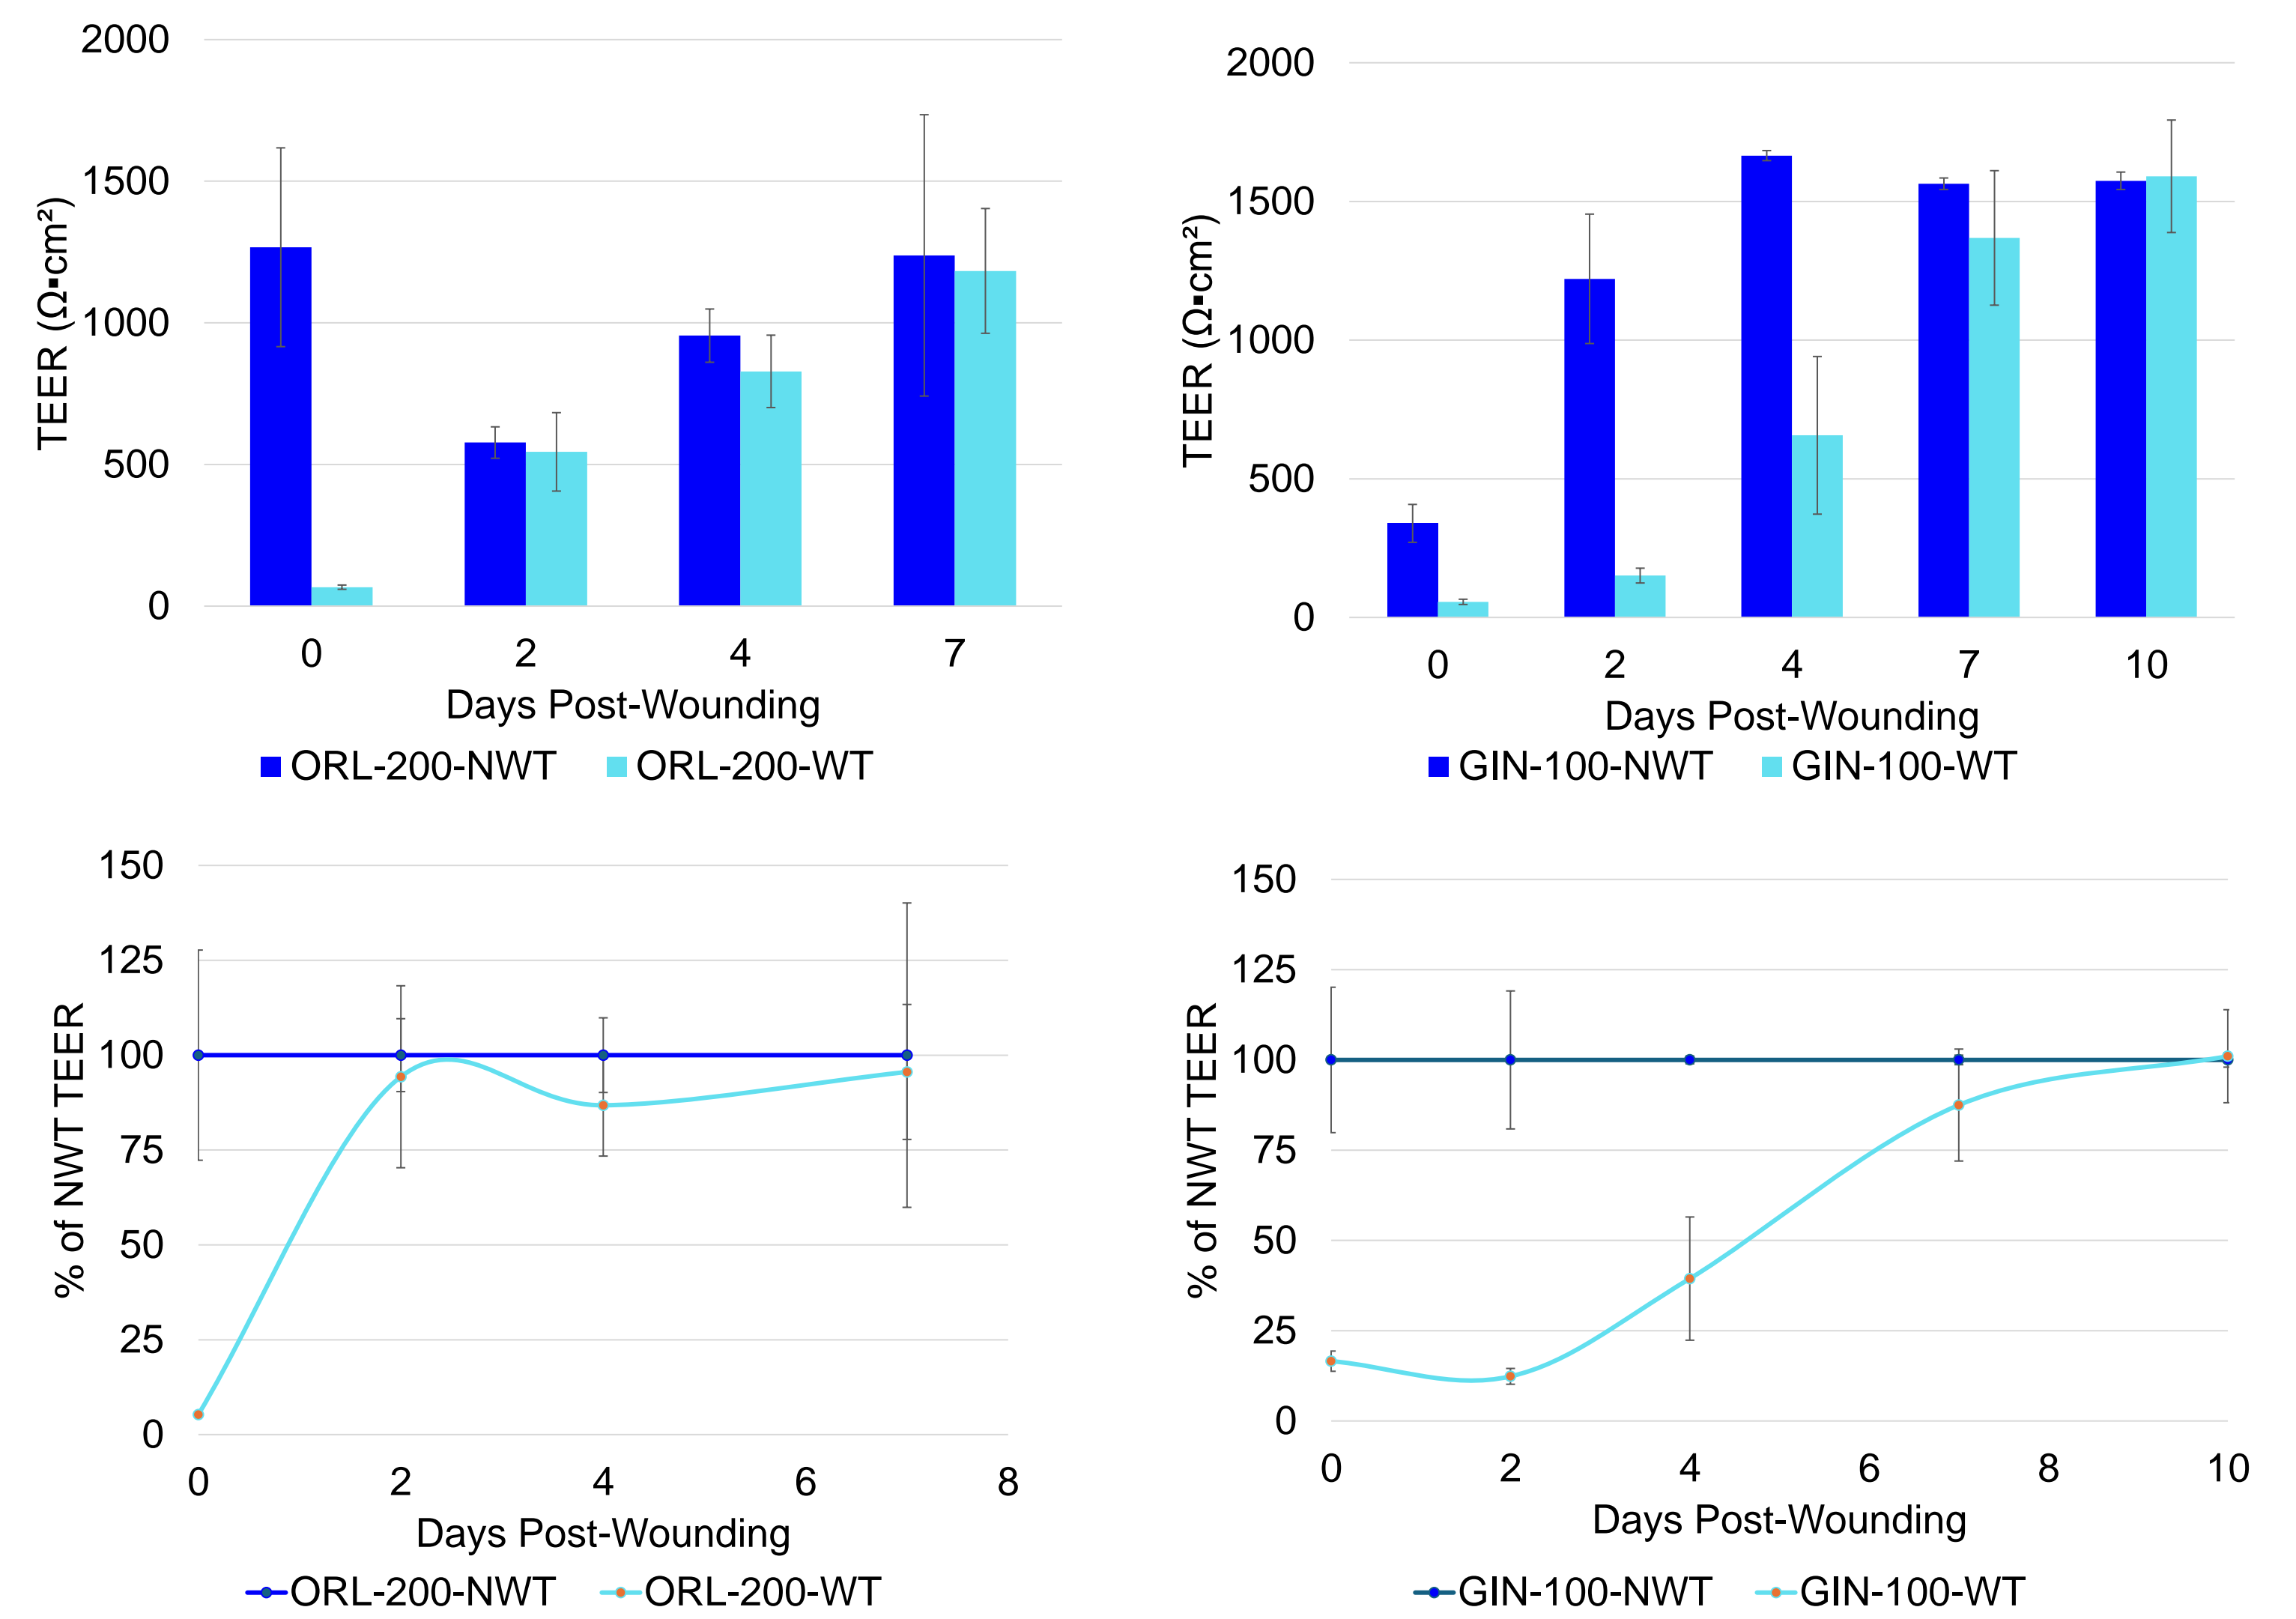 2000
1500
1000
500
0
TEER (Ω▪cm²)
0 2 4 7
Days Post-Wounding
ORL-200-NWT ORL-200-WT
2000
1500
1000
500
0
TEER (Ω▪cm²)
0 2 4 7 10
Days Post-Wounding
GIN-100-NWT GIN-100-WT
150
125
100
75
50
25
0
% of NWT TEER
0 2 4 6 8
Days Post-Wounding
ORL-200-NWT ORL-200-WT
150
125
100
75
50
25
0
% of NWT TEER
0 2 4 6 8 10
Days Post-Wounding
GIN-100-NWT GIN-100-WT